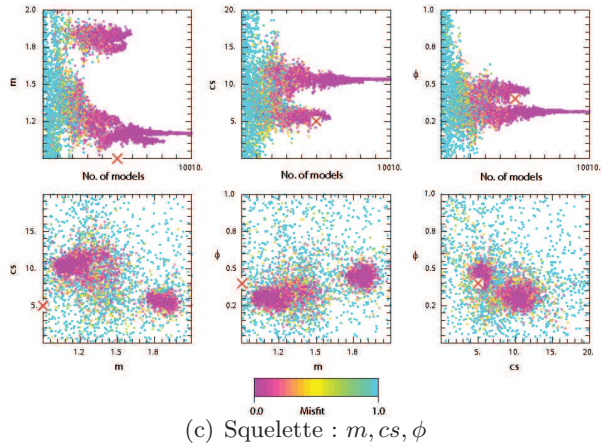 2.0 20. 1.0
1.8 15. 0.8
m 1.5 cs 10. ϕ 0.5
1.2 5. 0.2
No. of models 10010. No. of models 10010. No. of models 10010.
20. 1.0 1.0
15. 0.8 0.8
cs 10. ϕ 0.5 ϕ 0.5
5. 0.2 0.2
1.2 1.5 1.8 1.2 1.5 1.8 5. 10. 15. 20.
m m cs
0.0 Misfit 1.0
(c) Squelette : m, cs, ϕ